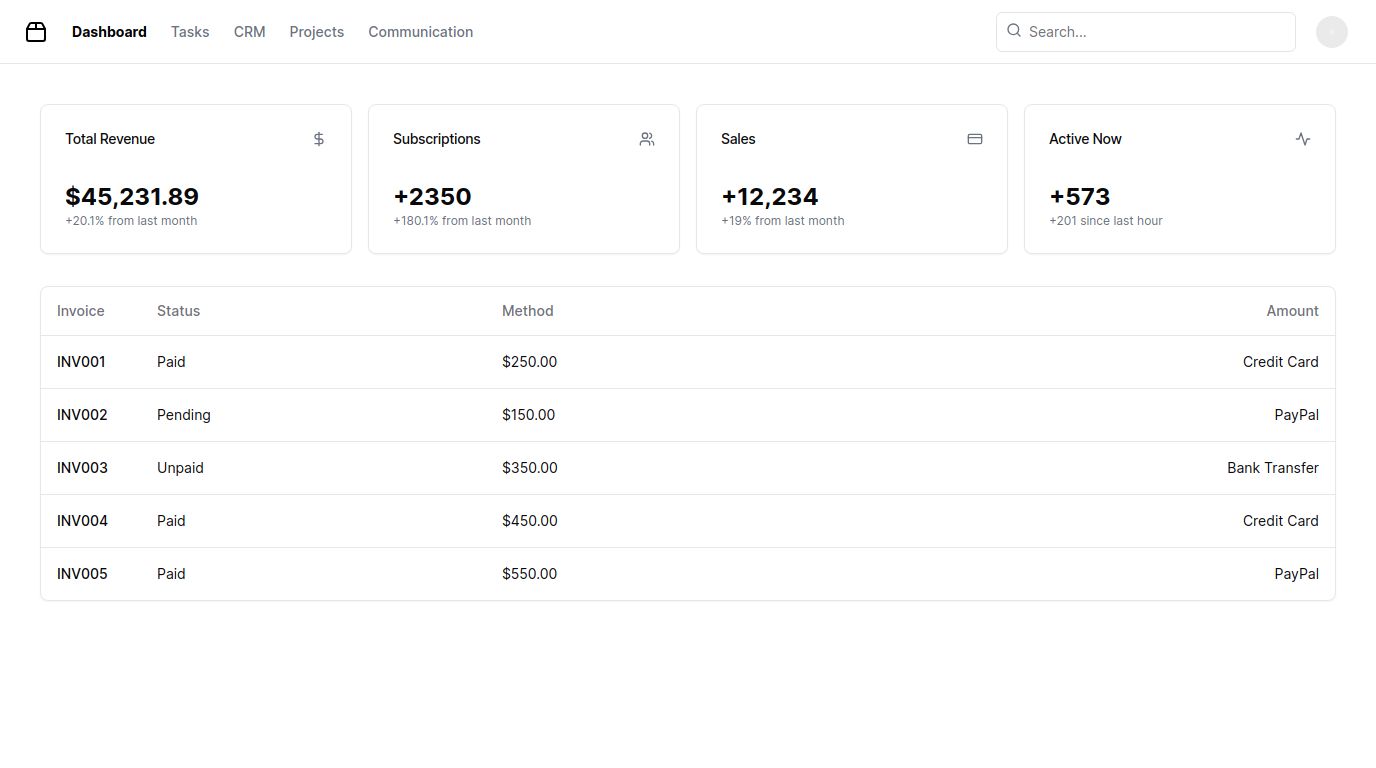 Dashboard Tasks CRM Projects Communication Search...
Total Revenue Subscriptions Sales Active Now
$45,231.89 +2350 +12,234 +573
+20.1% from last month +180.1% from last month +19% from last month +201 since last hour
Invoice Status Method Amount
INV001 Paid $250.00 Credit Card
INV002 Pending $150.00 PayPal
INV003 Unpaid $350.00 Bank Transfer
INV004 Paid $450.00 Credit Card
INV005 Paid $550.00 PayPal